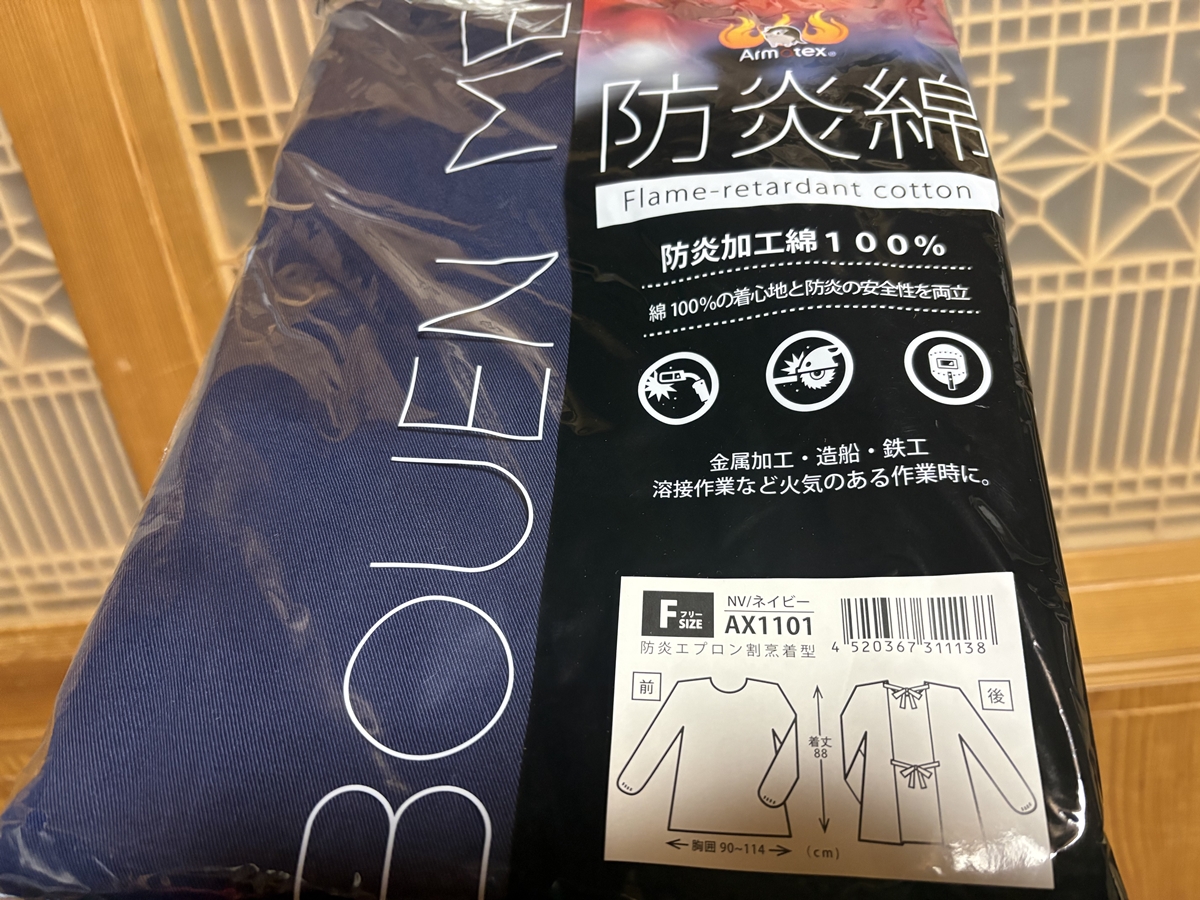 BOUEN ME
Armatex®
防炎綿
Flame-retardant cotton
防炎加工綿100%
綿100%の着心地と防炎の安全性を両立
金属加工・造船・鉄工
溶接作業など火気のある作業時に。
F フリー SIZE
NV/ネイビー
AX1101
防炎エプロン割烹着型
4 520367 311138
前
後
着丈
88
胸囲 90~114
(cm)